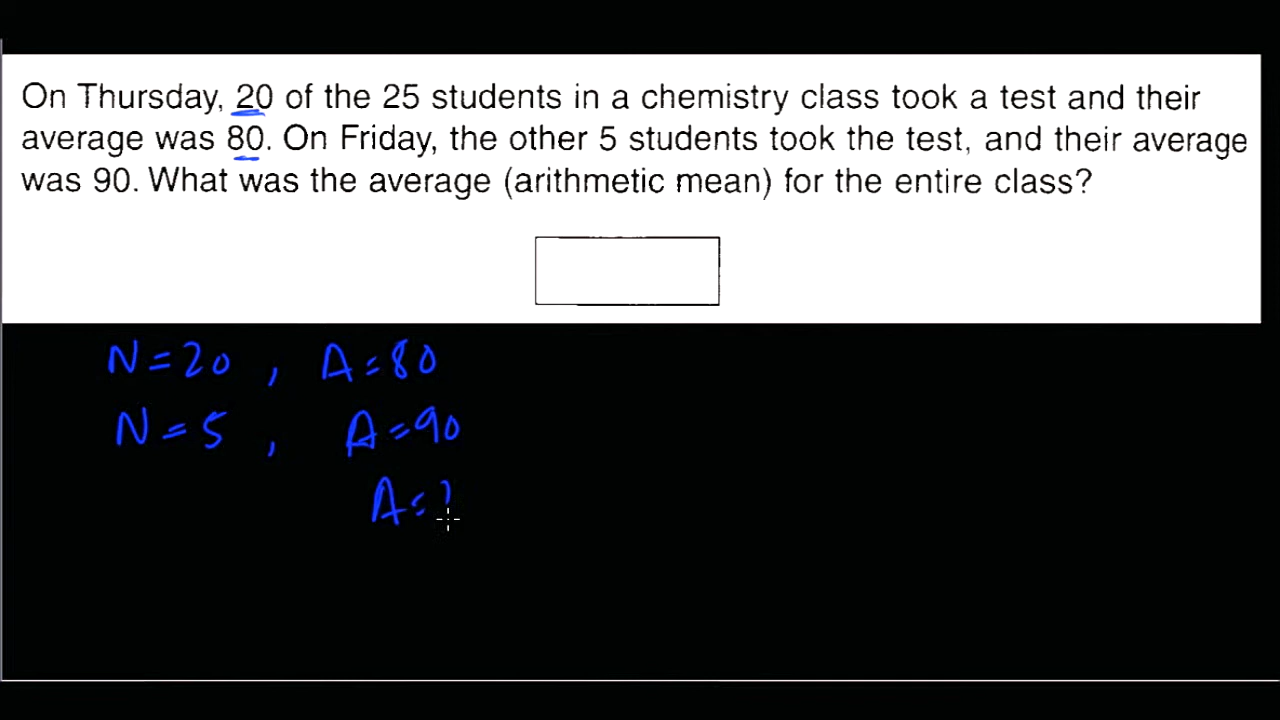 On Thursday, 20 of the 25 students in a chemistry class took a test and their
average was 80. On Friday, the other 5 students took the test, and their average
was 90. What was the average (arithmetic mean) for the entire class?
N=20 , A=80
N=5 , A=90
A=?